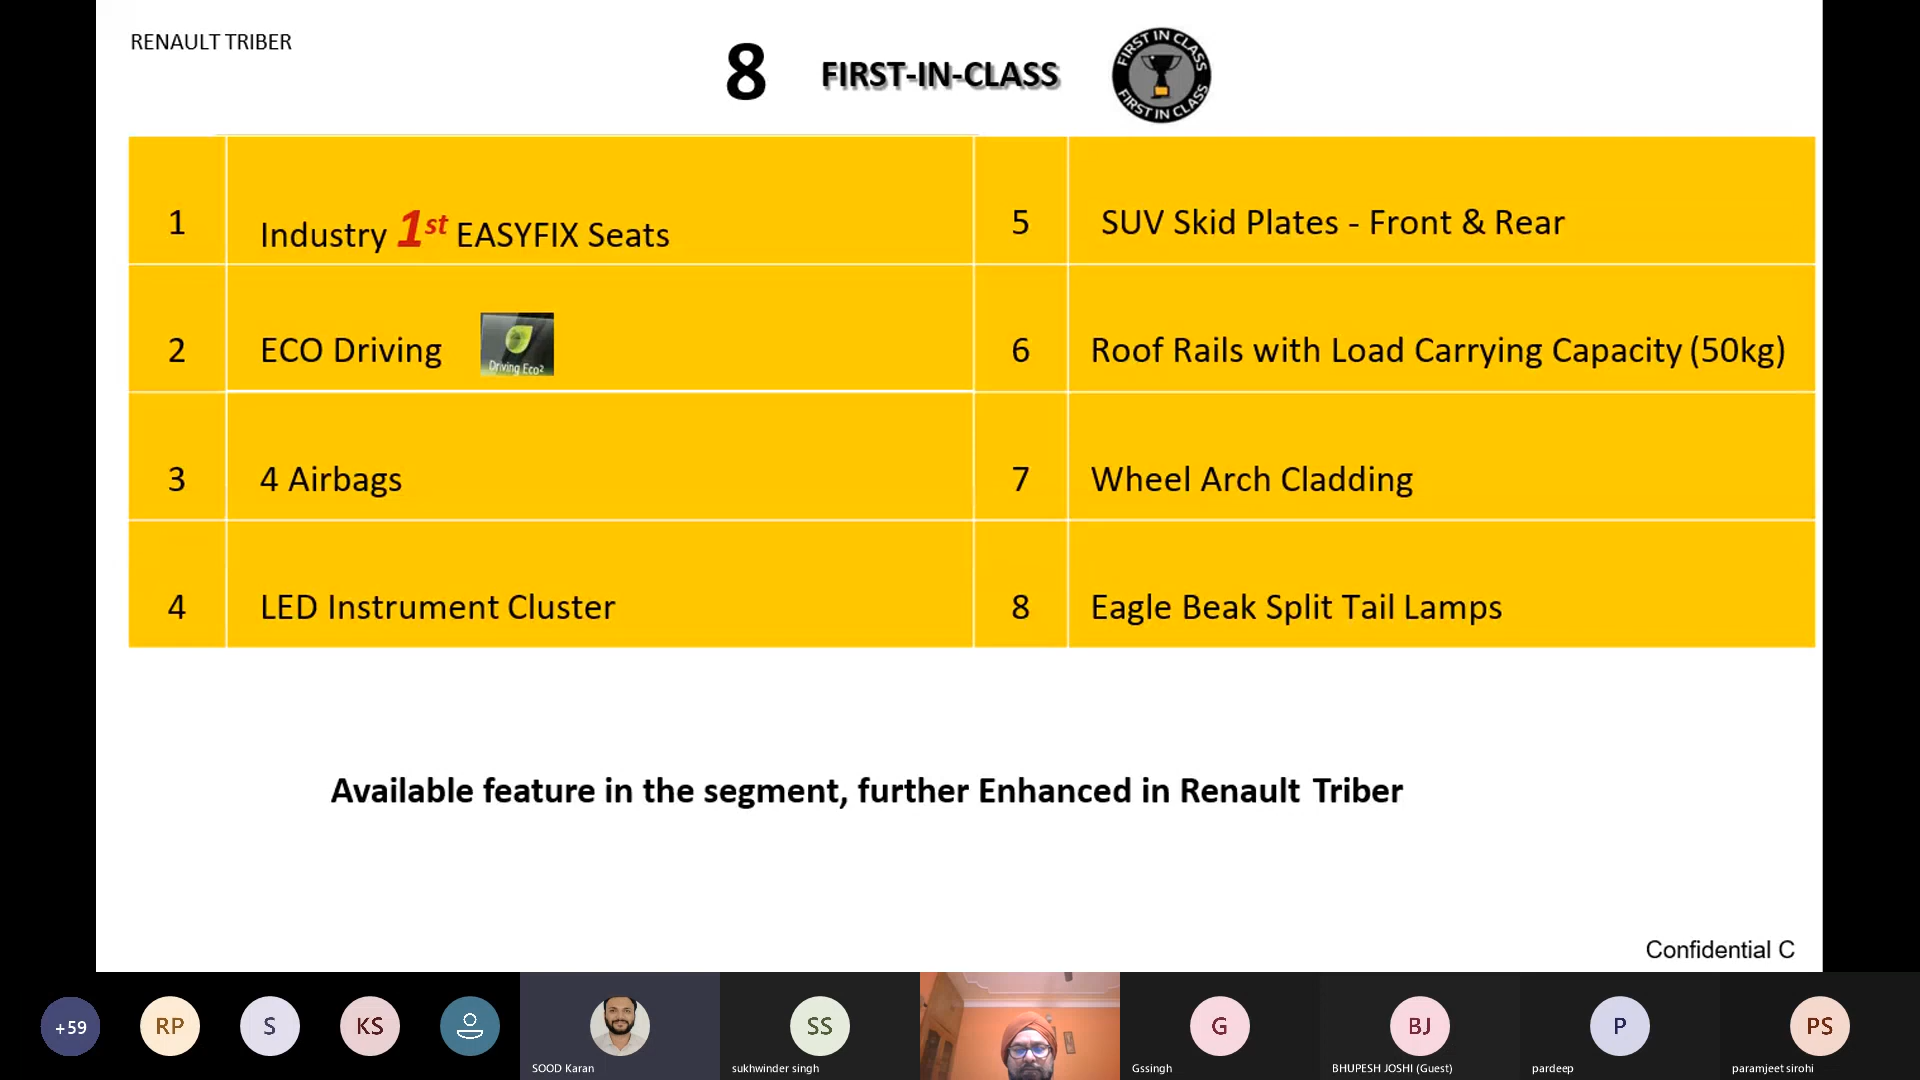 RENAULT TRIBER
8 FIRST-IN-CLASS
FIRST IN CLASS
FIRST IN CLASS
1 Industry 1st EASYFIX Seats
5 SUV Skid Plates - Front & Rear
2 ECO Driving
Driving Eco²
6 Roof Rails with Load Carrying Capacity (50kg)
3 4 Airbags
7 Wheel Arch Cladding
4 LED Instrument Cluster
8 Eagle Beak Split Tail Lamps
Available feature in the segment, further Enhanced in Renault Triber
Confidential C
+59 RP S KS SS G BJ P PS
SOOD Karan
sukhwinder singh
Gssingh
BHUPESH JOSHI (Guest)
pardeep
paramjeet sirohi